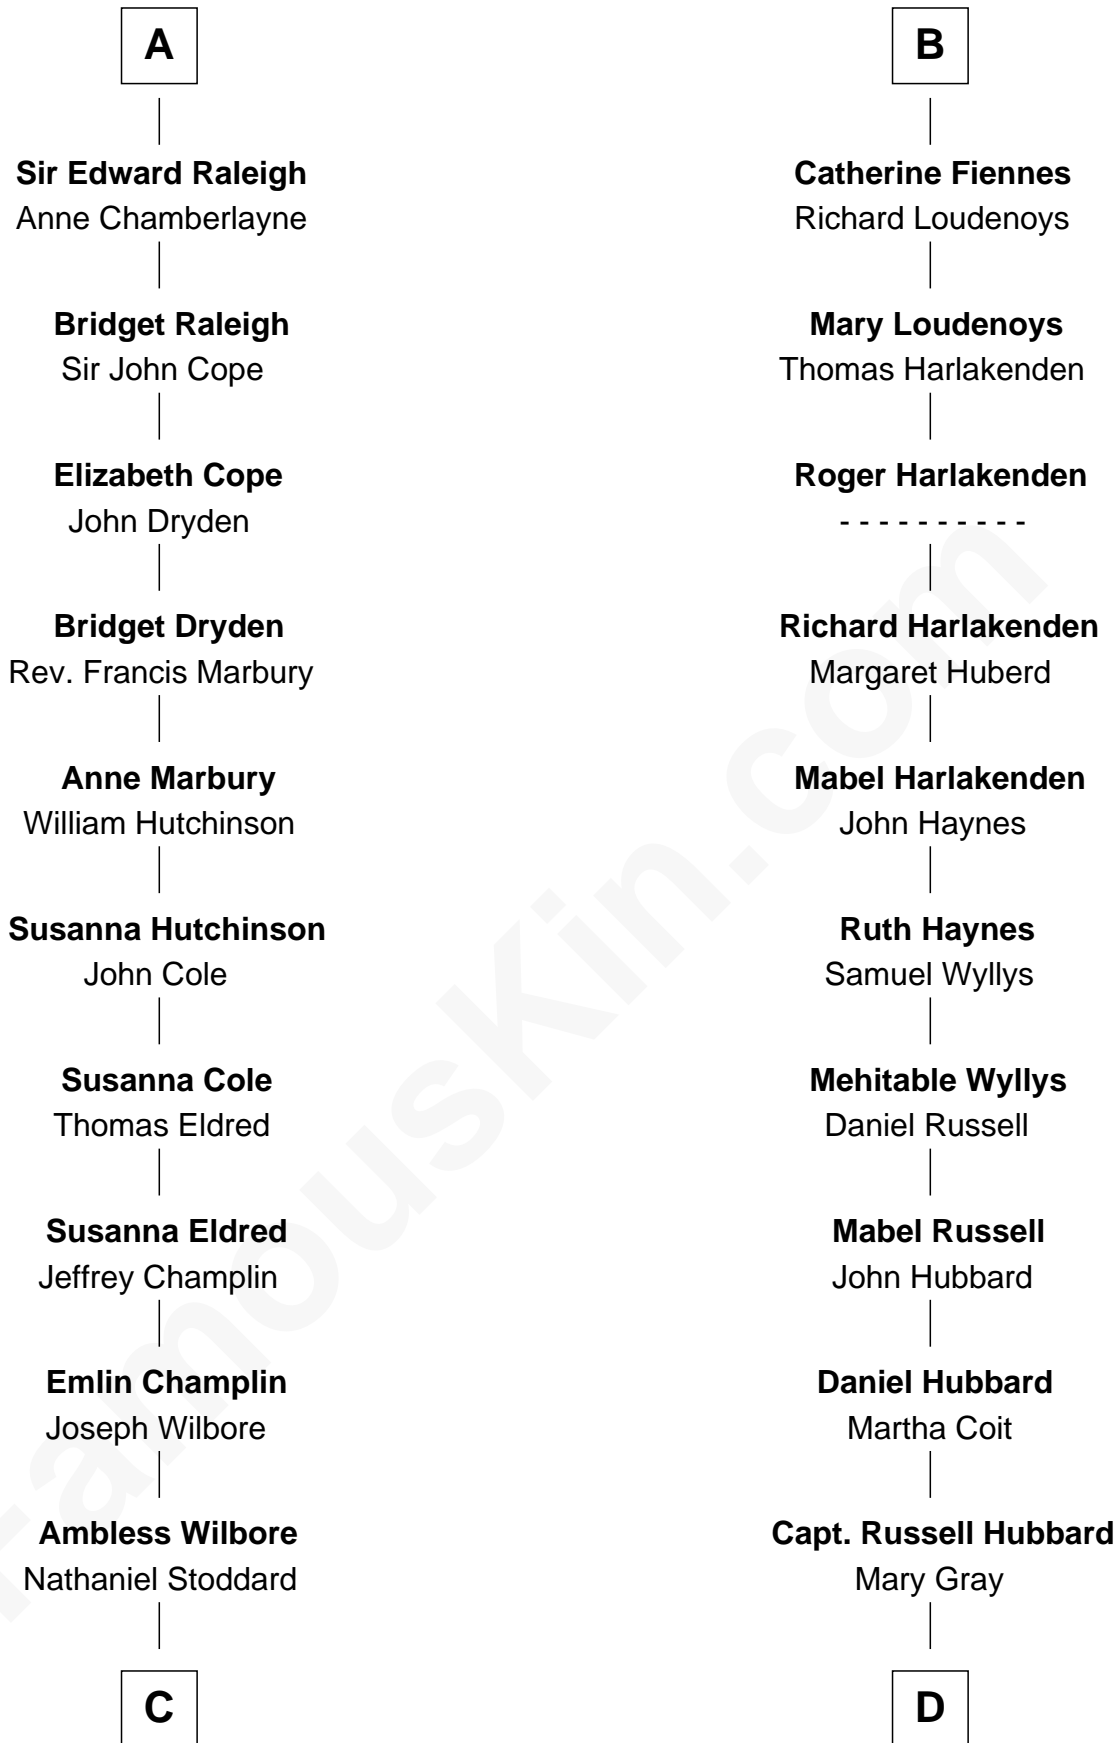 A
Sir Edward Raleigh
Anne Chamberlayne
Bridget Raleigh
Sir John Cope
Elizabeth Cope
John Dryden
Bridget Dryden
Rev. Francis Marbury
Anne Marbury
William Hutchinson
Susanna Hutchinson
John Cole
Susanna Cole
Thomas Eldred
Susanna Eldred
Jeffrey Champlin
Emlin Champlin
Joseph Wilbore
Ambless Wilbore
Nathaniel Stoddard
C
B
Catherine Fiennes
Richard Loudenoys
Mary Loudenoys
Thomas Harlakenden
Roger Harlakenden
- - - - - - - - - -
Richard Harlakenden
Margaret Huberd
Mabel Harlakenden
John Haynes
Ruth Haynes
Samuel Wyllys
Mehitable Wyllys
Daniel Russell
Mabel Russell
John Hubbard
Daniel Hubbard
Martha Coit
Capt. Russell Hubbard
Mary Gray
D
FamousKin.com